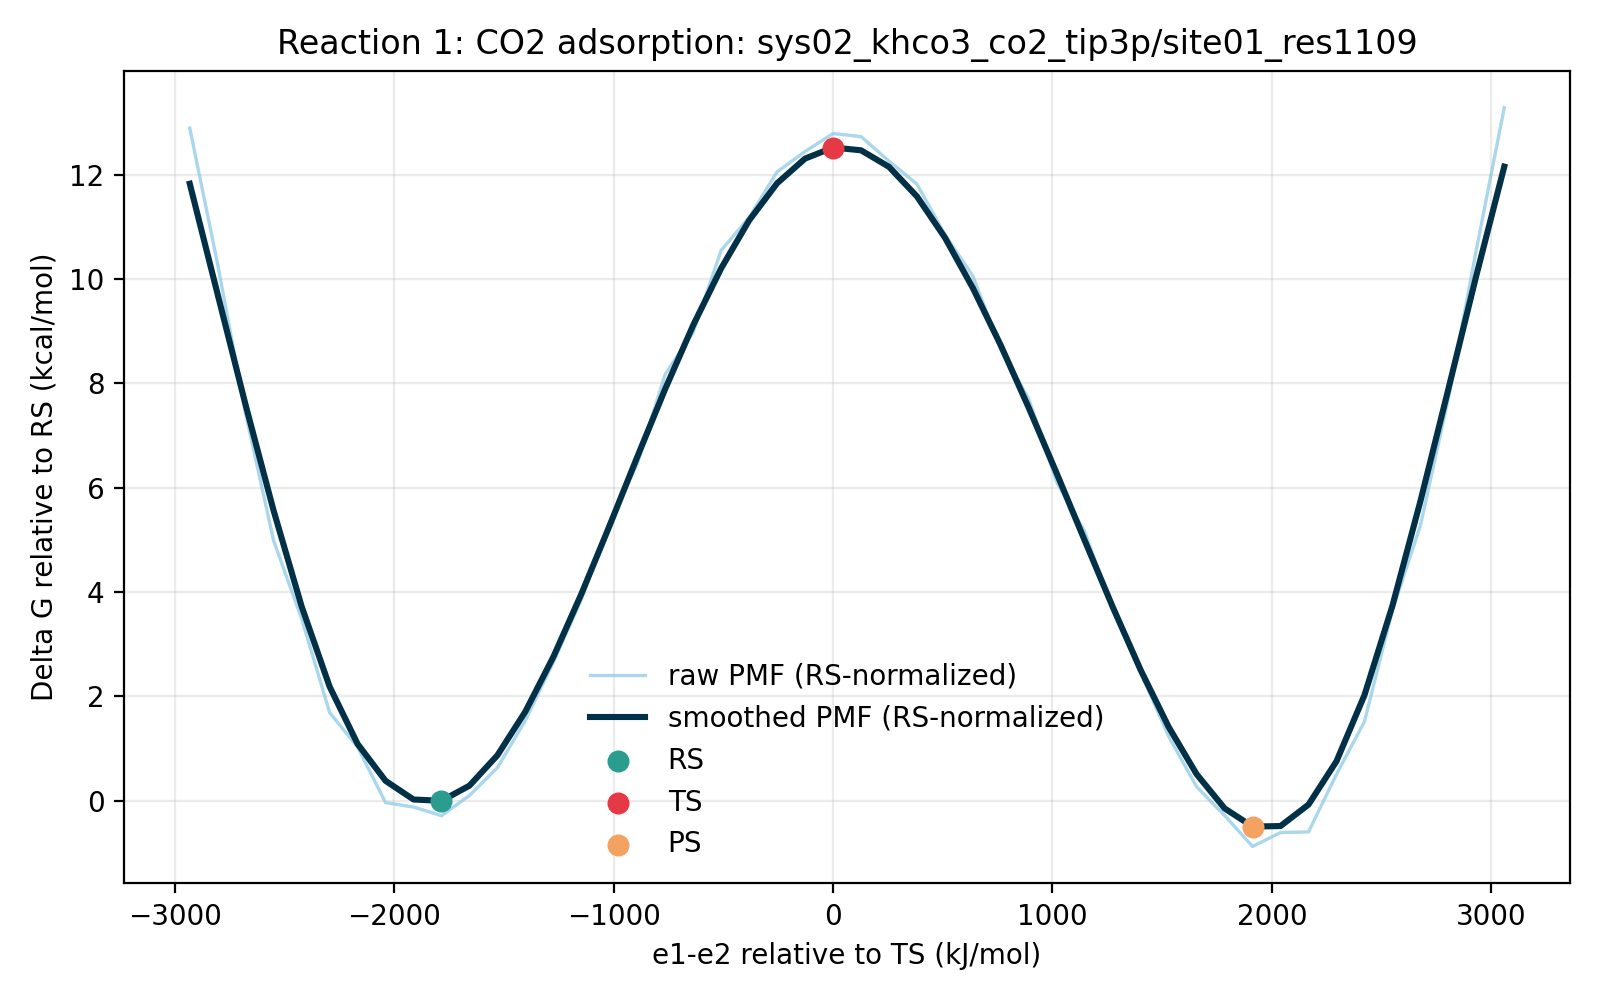 Reaction 1: CO2 adsorption: sys02_khco3_co2_tip3p/site01_res1109
Delta G relative to RS (kcal/mol)
12
10
8
6
4
2
0
raw PMF (RS-normalized)
smoothed PMF (RS-normalized)
RS
TS
PS
−3000 −2000 −1000 0 1000 2000 3000
e1-e2 relative to TS (kJ/mol)